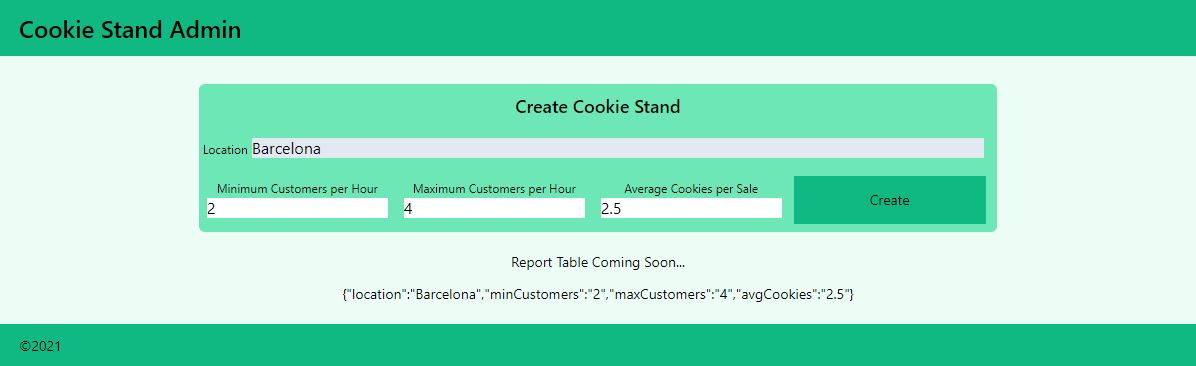 Cookie Stand Admin
Create Cookie Stand
Location Barcelona
Minimum Customers per Hour Maximum Customers per Hour Average Cookies per Sale
2 4 2.5 Create
Report Table Coming Soon...
{"location":"Barcelona","minCustomers":"2","maxCustomers":"4","avgCookies":"2.5"}
©2021